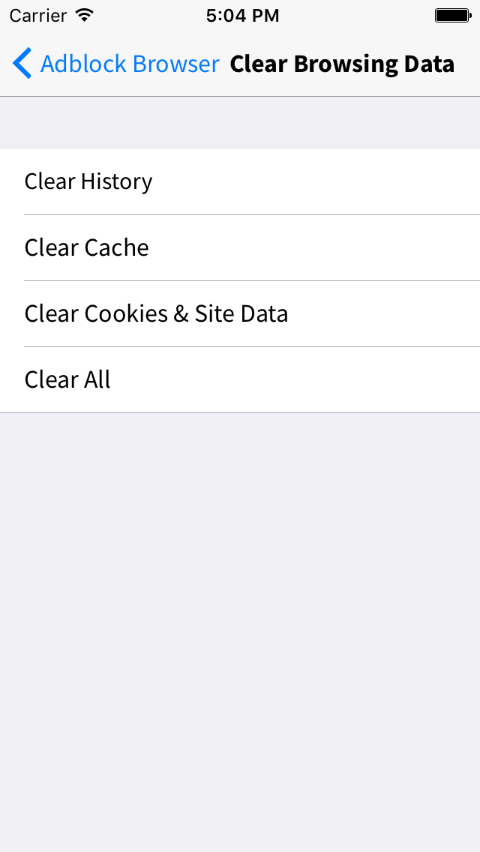 Carrier 5:04 PM
Adblock Browser Clear Browsing Data
Clear History
Clear Cache
Clear Cookies & Site Data
Clear All